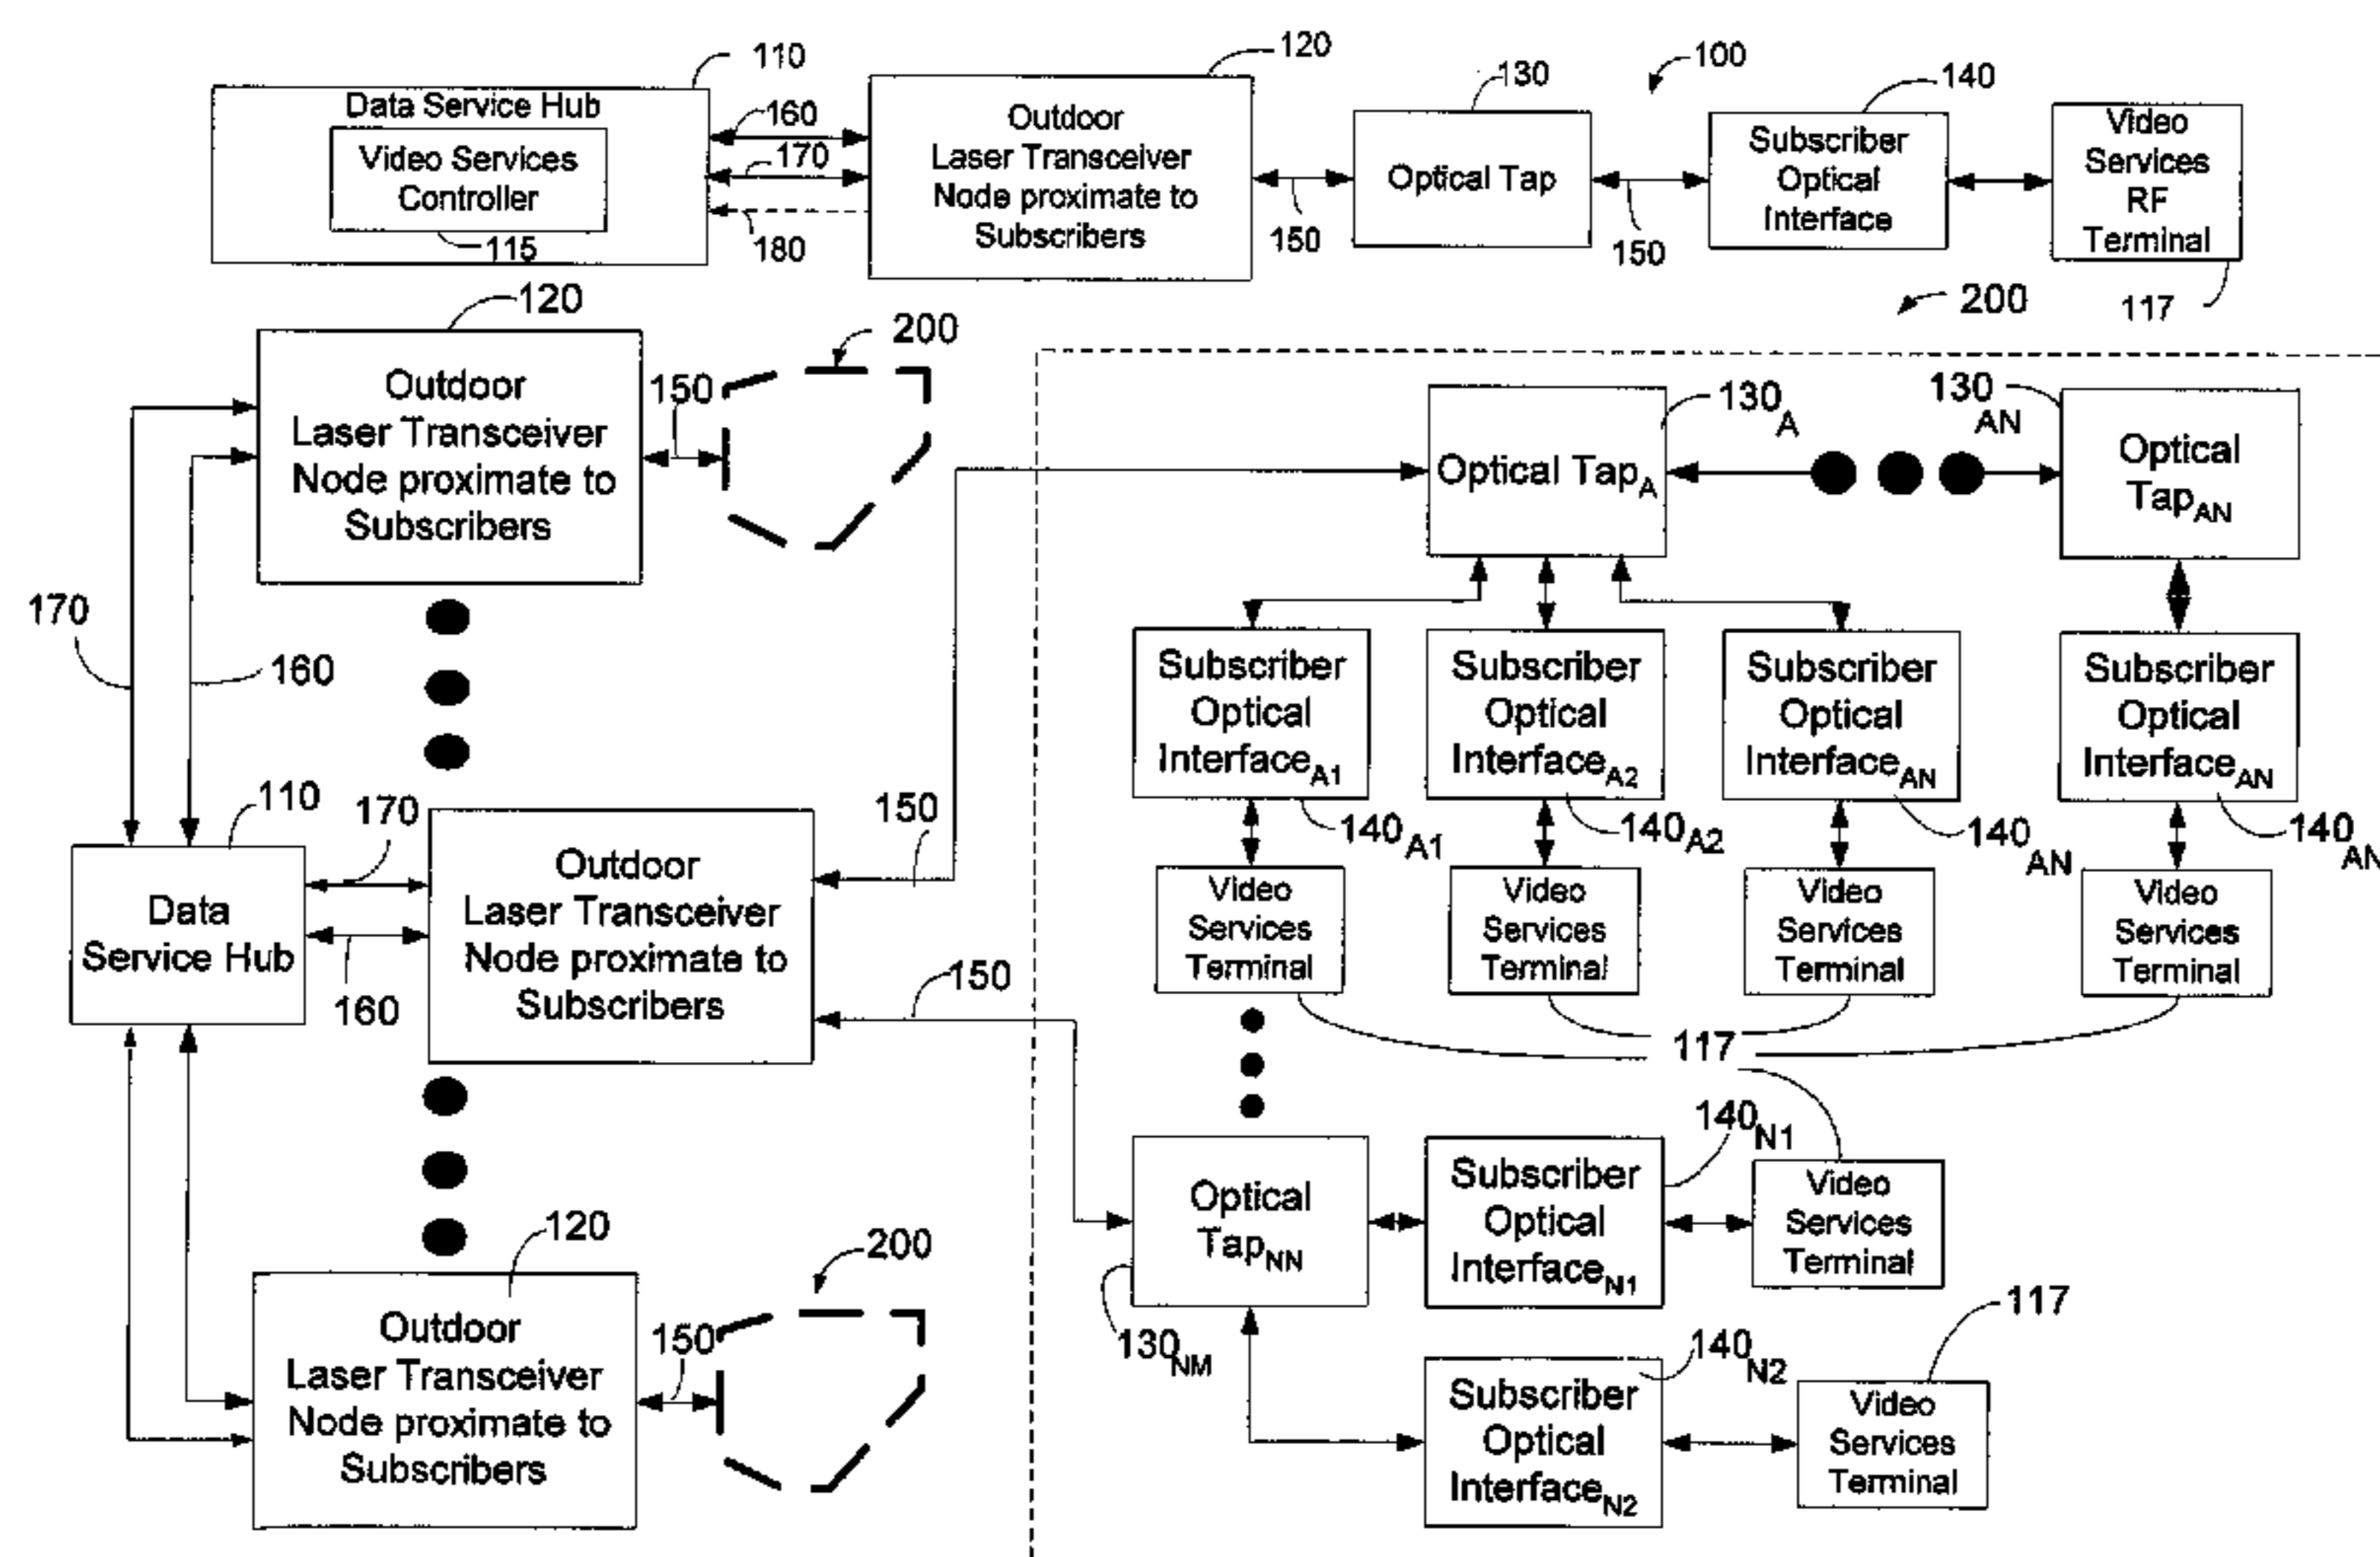 110
Data Service Hub
Video Services
Controller
115
160
170
180
120
Outdoor
Laser Transceiver
Node proximate to
Subscribers
150
130
Optical Tap
150
100
140
Subscriber
Optical
Interface
Video
Services
RF
Terminal
117
200
120
Outdoor
Laser Transceiver
Node proximate to
Subscribers
150
200
170
160
110
Data
Service Hub
170
160
Outdoor
Laser Transceiver
Node proximate to
Subscribers
150
150
120
Outdoor
Laser Transceiver
Node proximate to
Subscribers
150
200
Optical TapA
130A
130AN
Optical
TapAN
Subscriber
Optical
InterfaceA1
140A1
Subscriber
Optical
InterfaceA2
140A2
Subscriber
Optical
InterfaceAN
140AN
Subscriber
Optical
InterfaceAN
140AN
Video
Services
Terminal
Video
Services
Terminal
Video
Services
Terminal
Video
Services
Terminal
117
Optical
TapNN
130NM
Subscriber
Optical
InterfaceN1
140N1
Video
Services
Terminal
Subscriber
Optical
InterfaceN2
140N2
Video
Services
Terminal
117